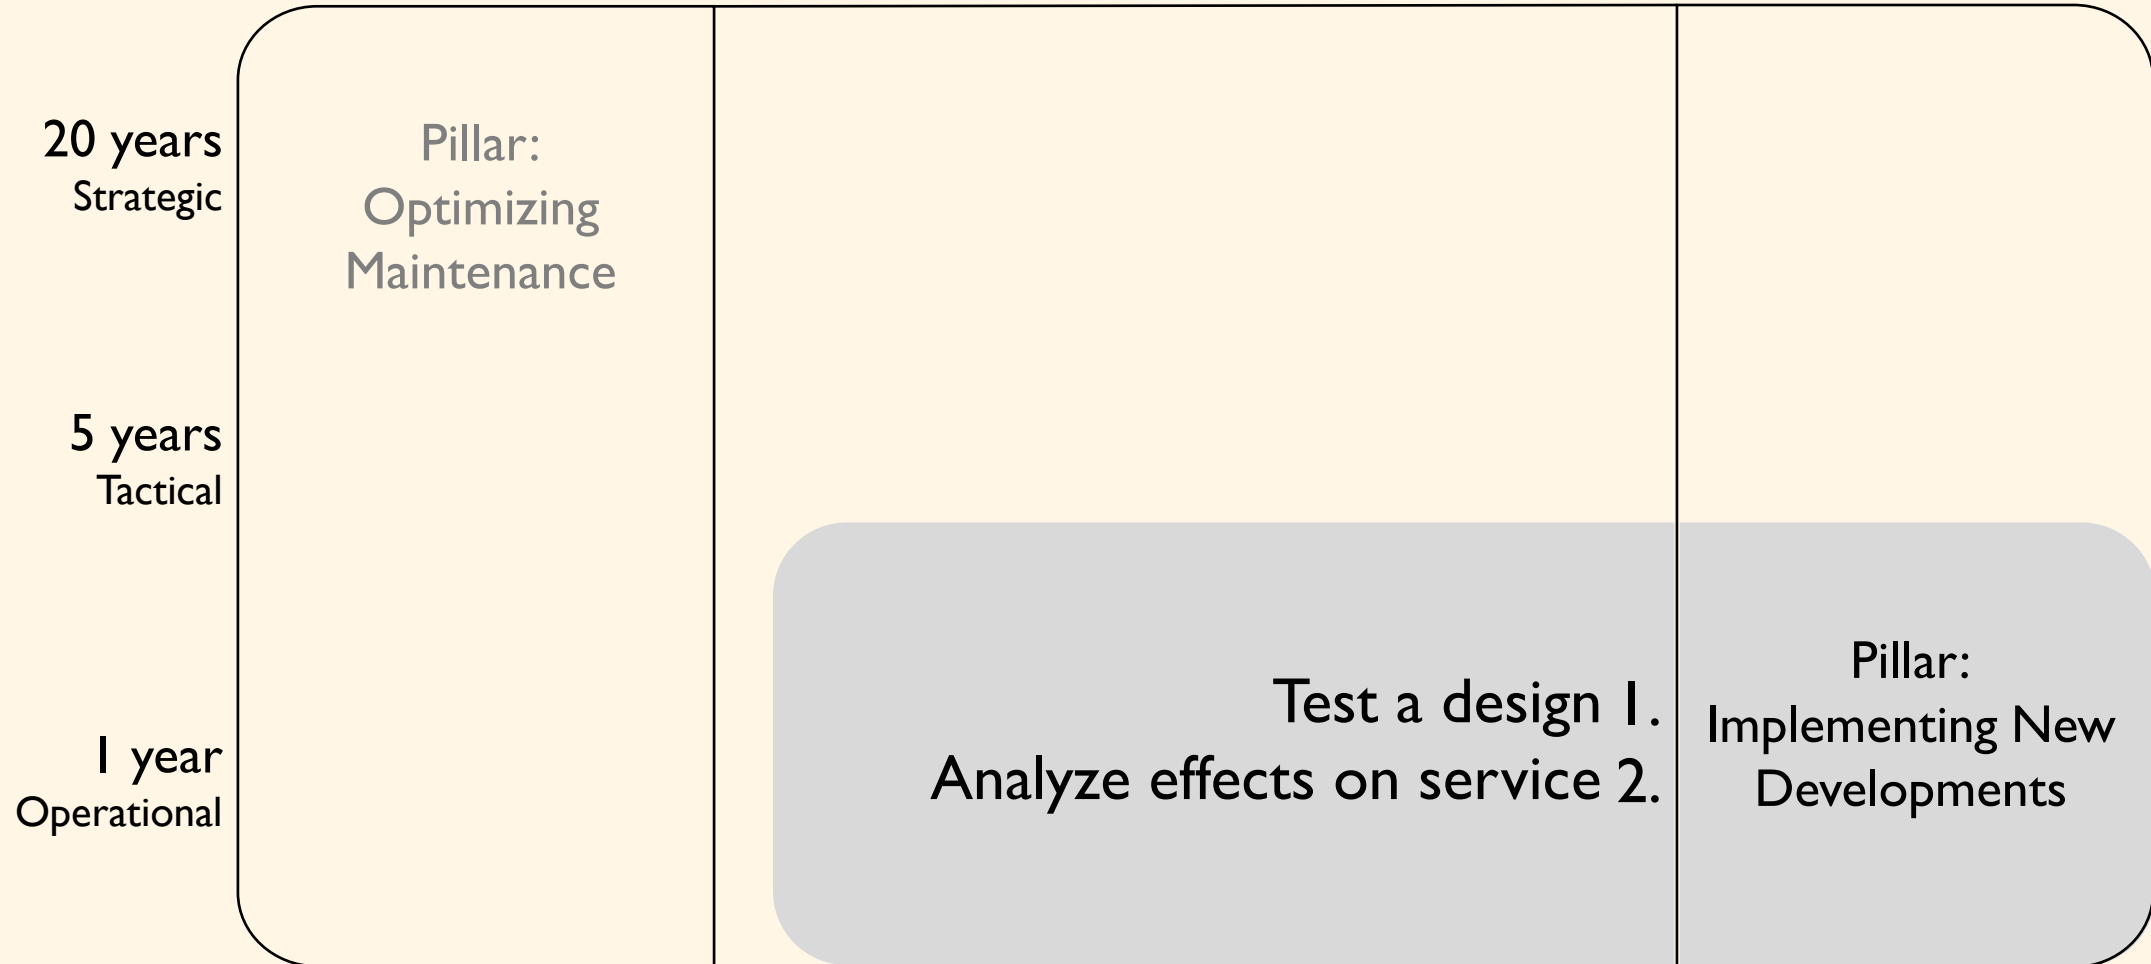 20 years
Strategic
Pillar:
Optimizing
Maintenance
5 years
Tactical
1 year
Operational
Test a design 1.
Analyze effects on service 2.
Pillar:
Implementing New
Developments